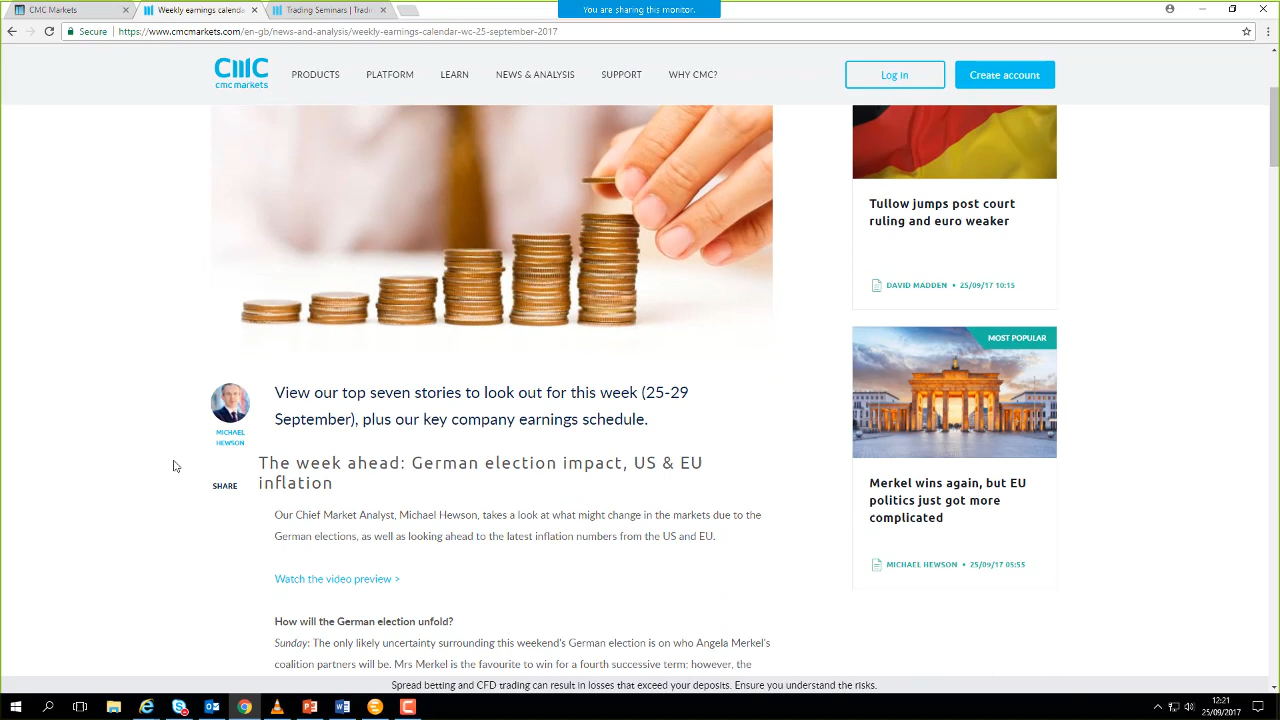 CMC Markets
Weekly earnings calenda
Trading Seminars | Tradi
You are sharing this monitor.
Secure
https://www.cmcmarkets.com/en-gb/news-and-analysis/weekly-earnings-calendar-wc-25-september-2017
CMC
cmc markets
PRODUCTS
PLATFORM
LEARN
NEWS & ANALYSIS
SUPPORT
WHY CMC?
Log in
Create account
Tullow jumps post court
ruling and euro weaker
DAVID MADDEN • 25/09/17 10:15
MOST POPULAR
Merkel wins again, but EU
politics just got more
complicated
MICHAEL HEWSON • 25/09/17 05:55
MICHAEL
HEWSON
SHARE
View our top seven stories to look out for this week (25-29
September), plus our key company earnings schedule.
The week ahead: German election impact, US & EU
inflation
Our Chief Market Analyst, Michael Hewson, takes a look at what might change in the markets due to the
German elections, as well as looking ahead to the latest inflation numbers from the US and EU.
Watch the video preview >
How will the German election unfold?
Sunday: The only likely uncertainty surrounding this weekend's German election is on who Angela Merkel's
coalition partners will be. Mrs Merkel is the favourite to win for a fourth successive term; however, the
Spread betting and CFD trading can result in losses that exceed your deposits. Ensure you understand the risks.
12:21
25/09/2017